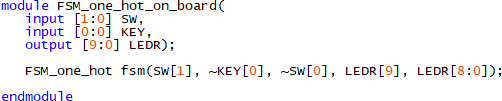 module FSM_one_hot_on_board(
input [1:0] SW,
input [0:0] KEY,
output [9:0] LEDR);
FSM_one_hot fsm(SW[1], ~KEY[0], ~SW[0], LEDR[9], LEDR[8:0]);
endmodule